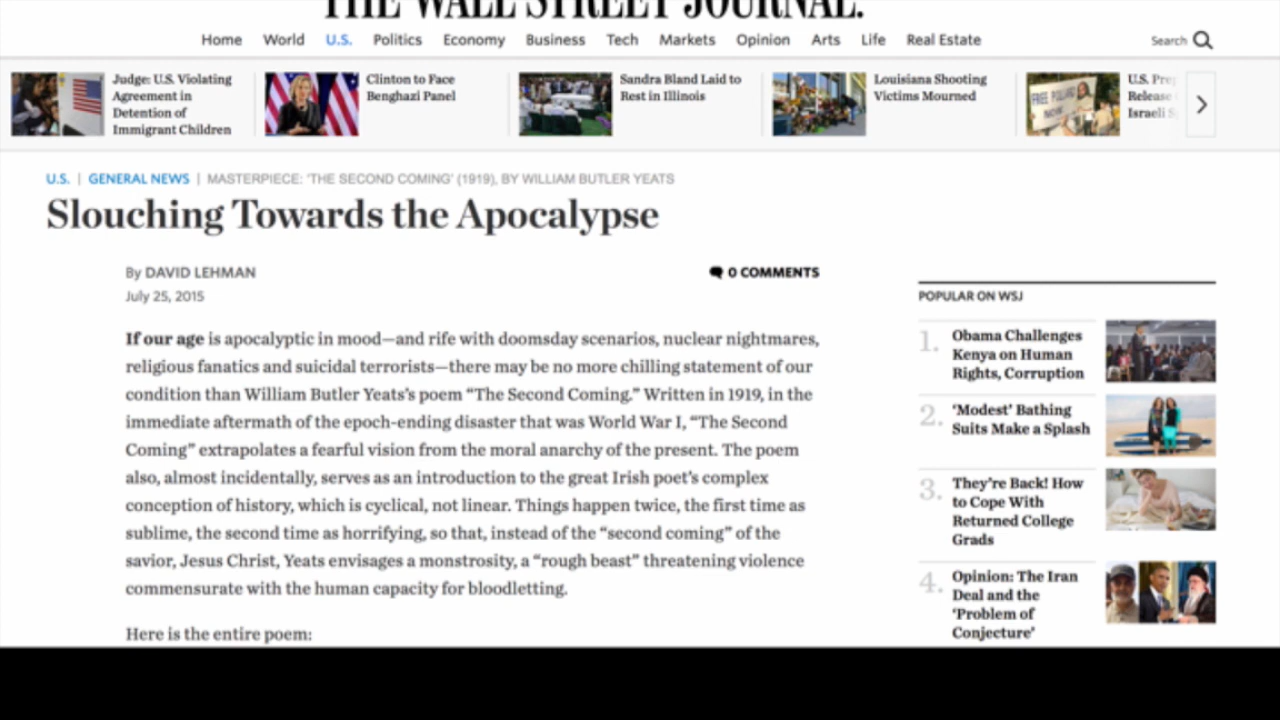 THE WALL STREET JOURNAL.
Home World U.S. Politics Economy Business Tech Markets Opinion Arts Life Real Estate Search
Judge: U.S. Violating
Agreement in
Detention of
Immigrant Children
Clinton to Face
Benghazi Panel
Sandra Bland Laid to
Rest in Illinois
Louisiana Shooting
Victims Mourned
FREE POLLARD
U.S.
Release
Israeli
U.S. | GENERAL NEWS | MASTERPIECE: 'THE SECOND COMING' (1919), BY WILLIAM BUTLER YEATS
Slouching Towards the Apocalypse
By DAVID LEHMAN
0 COMMENTS
July 25, 2015
If our age is apocalyptic in mood—and rife with doomsday scenarios, nuclear nightmares,
religious fanatics and suicidal terrorists—there may be no more chilling statement of our
condition than William Butler Yeats's poem “The Second Coming.” Written in 1919, in the
immediate aftermath of the epoch-ending disaster that was World War I, “The Second
Coming” extrapolates a fearful vision from the moral anarchy of the present. The poem
also, almost incidentally, serves as an introduction to the great Irish poet's complex
conception of history, which is cyclical, not linear. Things happen twice, the first time as
sublime, the second time as horrifying, so that, instead of the “second coming” of the
savior, Jesus Christ, Yeats envisages a monstrosity, a “rough beast” threatening violence
commensurate with the human capacity for bloodletting.
Here is the entire poem:
POPULAR ON WSJ
1. Obama Challenges
Kenya on Human
Rights, Corruption
2. ‘Modest’ Bathing
Suits Make a Splash
3. They're Back! How
to Cope With
Returned College
Grads
4. Opinion: The Iran
Deal and the
‘Problem of
Conjecture’